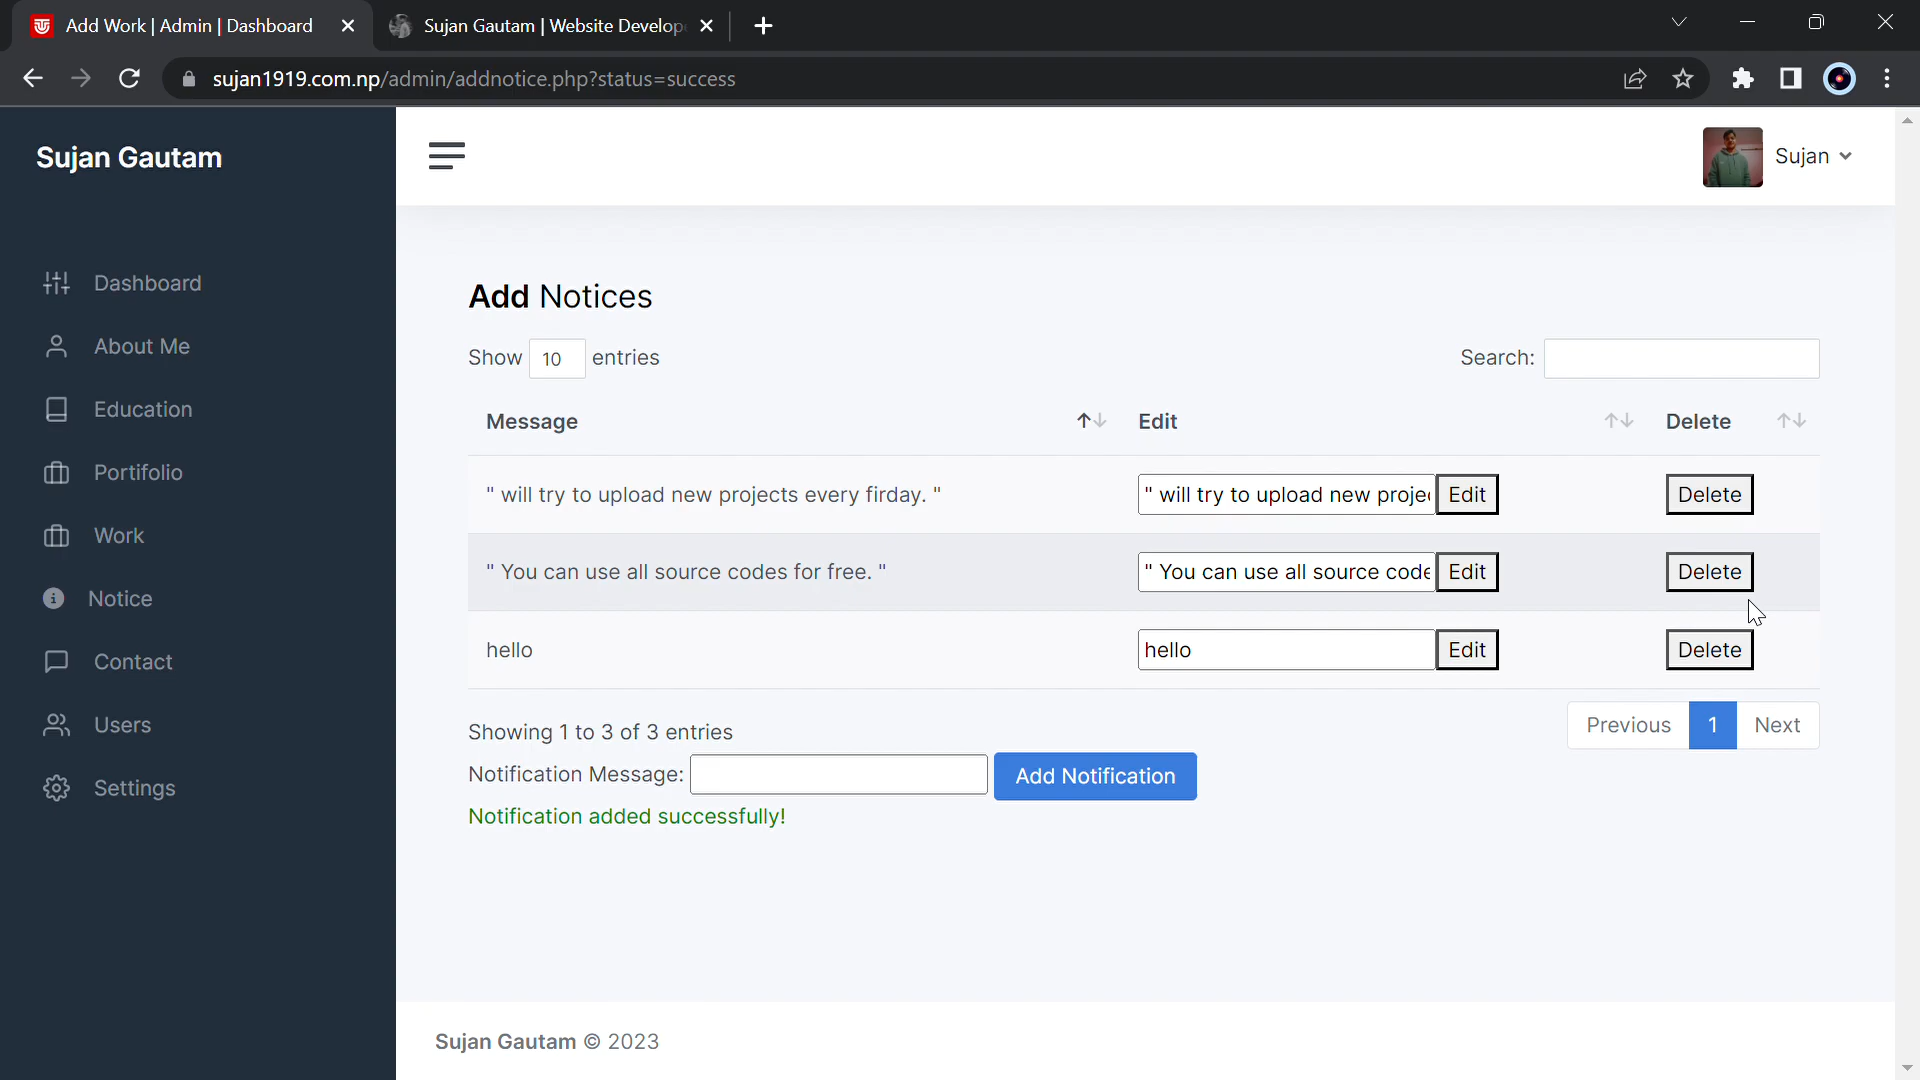 Add Work | Admin | Dashboard
Sujan Gautam | Website Develop
sujan1919.com.np/admin/addnotice.php?status=success
Sujan Gautam
Sujan
Dashboard
About Me
Education
Portifolio
Work
Notice
Contact
Users
Settings
Add Notices
Show 10 entries
Search:
Message Edit Delete
" will try to upload new projects every firday. " " will try to upload new proje Edit Delete
" You can use all source codes for free. " " You can use all source code Edit Delete
hello hello Edit Delete
Showing 1 to 3 of 3 entries
Previous 1 Next
Notification Message: Add Notification
Notification added successfully!
Sujan Gautam © 2023